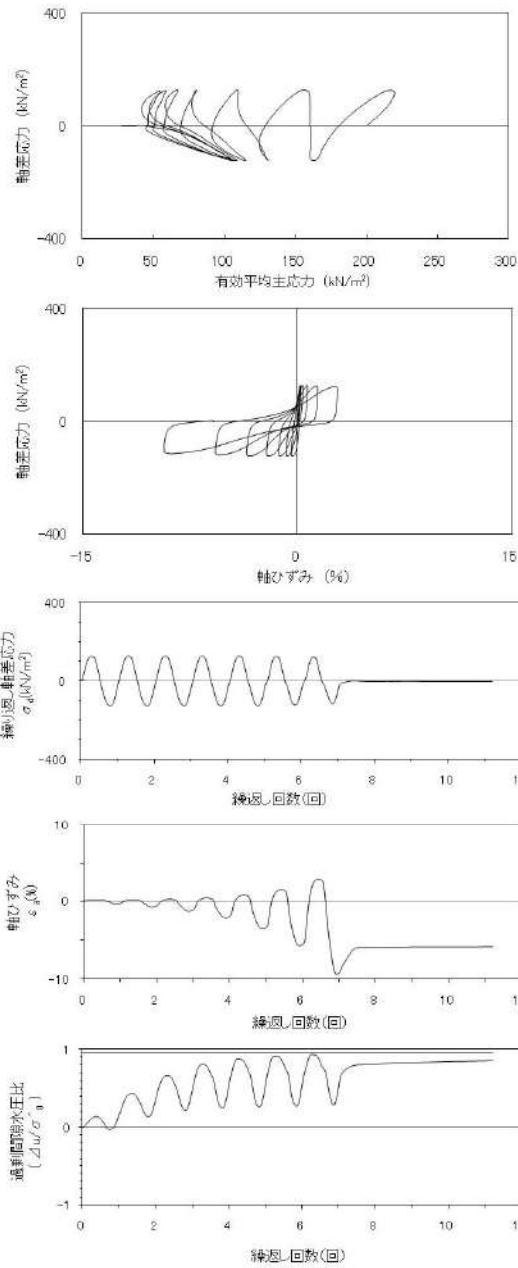 400
0
-400
軸差応力 (kN/m²)
0 50 100 150 200 250 300
有効平均主応力 (kN/m²)
400
0
-400
軸差応力 (kN/m²)
-15 0 15
軸ひずみ (%)
400
0
-400
繰り返し軸差応力
σd(kN/m²)
0 2 4 6 8 10 1
繰返し回数(回)
10
0
-10
軸ひずみ
εa(%)
0 2 4 6 8 10 1
繰返し回数(回)
1
0
-1
過剰間隙水圧比
(Δu/σ'0)
0 2 4 6 8 10 1
繰返し回数(回)